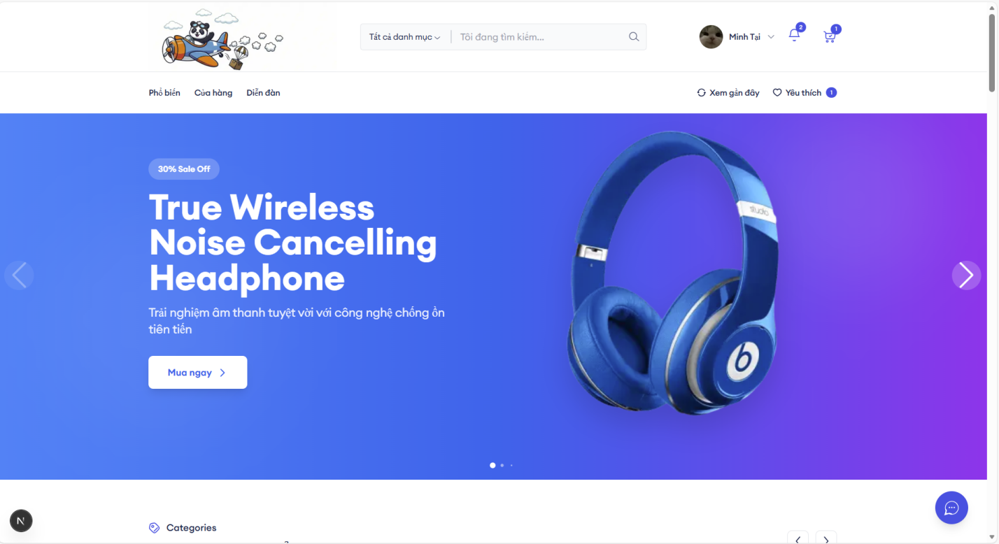 Tất cả danh mục
Tôi đang tìm kiếm...
Minh Tại
2
1
Phổ biến
Cửa hàng
Diễn đàn
Xem gần đây
Yêu thích
1
30% Sale Off
True Wireless
Noise Cancelling
Headphone
Trải nghiệm âm thanh tuyệt vời với công nghệ chống ồn
tiên tiến
Mua ngay
studio
b
N
Categories